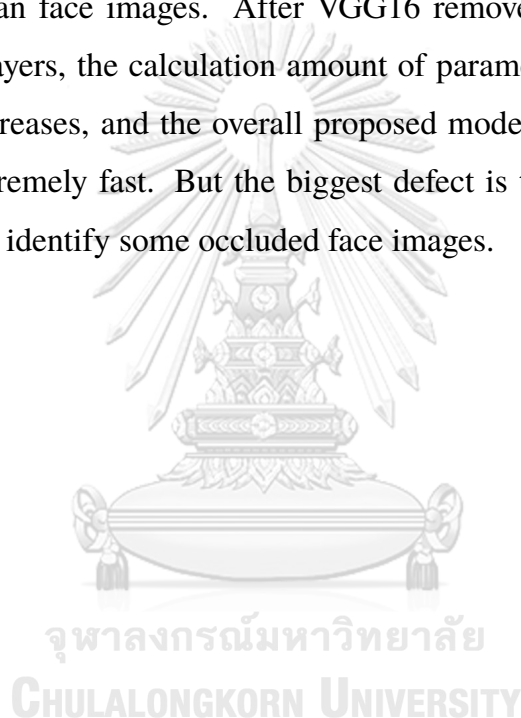 an face images. After VGG16 remove
ayers, the calculation amount of param
reases, and the overall proposed mode
remely fast. But the biggest defect is
identify some occluded face images.
จุฬาลงกรณ์มหาวิทยาลัย
CHULALONGKORN UNIVERSITY